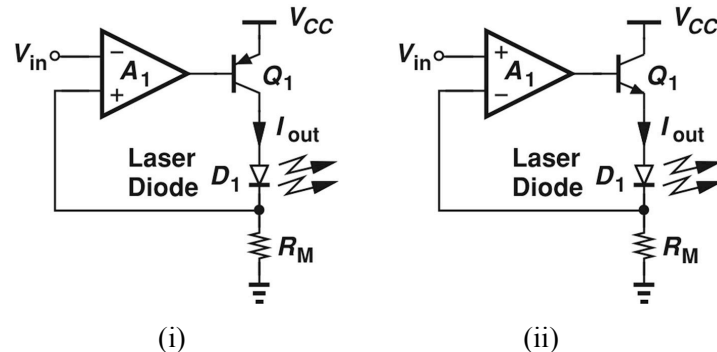 V_CC
V_in − A_1 + Q_1
I_out
Laser Diode D_1
R_M
(i)
V_CC
V_in + A_1 − Q_1
I_out
Laser Diode D_1
R_M
(ii)